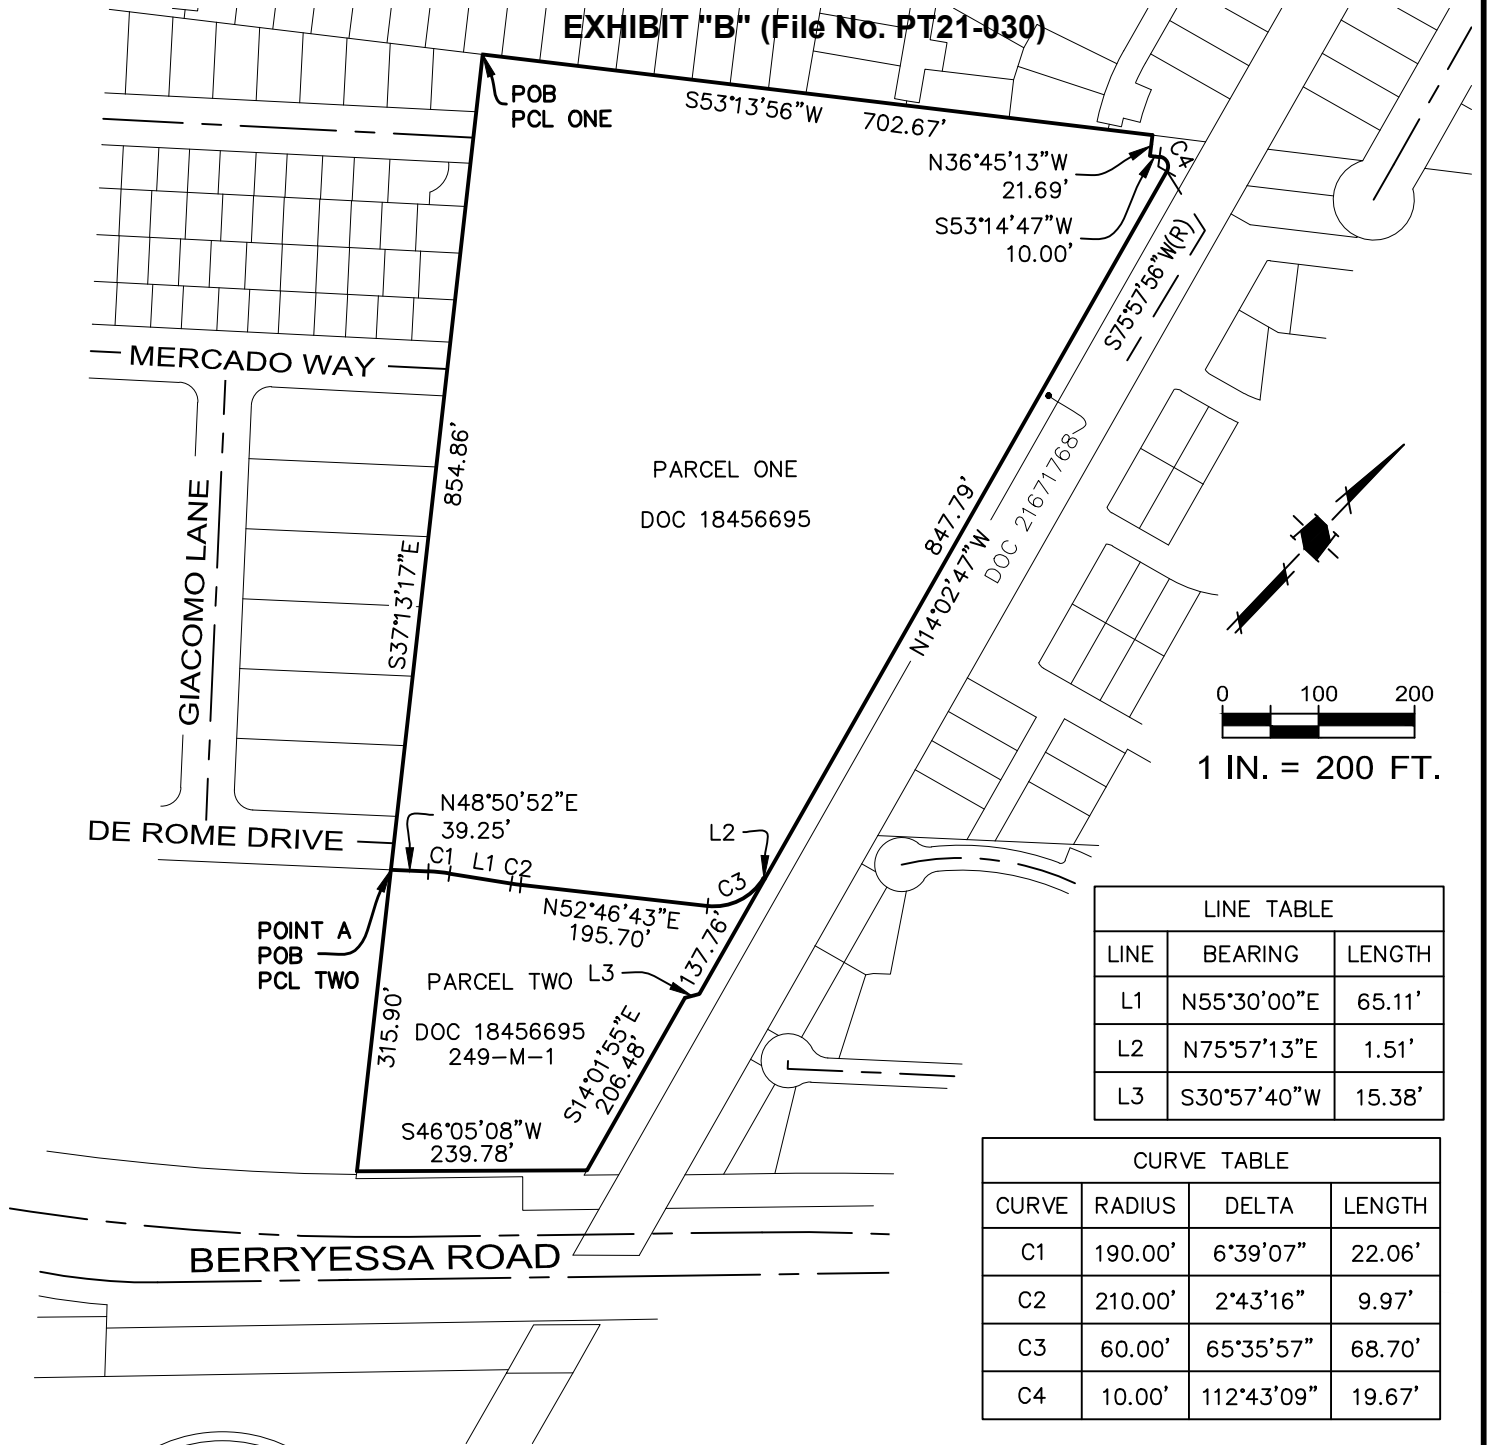 EXHIBIT "B" (File No. PT21-030)
POB
PCL ONE
S53°13'56"W 702.67'
C4
N36°45'13"W
21.69'
S53°14'47"W
10.00'
S75°57'56"W(R)
MERCADO WAY
854.86'
PARCEL ONE
DOC 18456695
847.79'
N14°02'47"W
DOC 21671768
GIACOMO LANE
S37°13'17"E
0 100 200
1 IN. = 200 FT.
N48°50'52"E
39.25'
DE ROME DRIVE
L2
C1 L1 C2
C3
N52°46'43"E
195.70'
137.76'
POINT A
POB
PCL TWO
PARCEL TWO
L3
DOC 18456695
249-M-1
315.90'
S14°01'55"E
206.48'
S46°05'08"W
239.78'
BERRYESSA ROAD
LINE TABLE
LINE BEARING LENGTH
L1 N55°30'00"E 65.11'
L2 N75°57'13"E 1.51'
L3 S30°57'40"W 15.38'
CURVE TABLE
CURVE RADIUS DELTA LENGTH
C1 190.00' 6°39'07" 22.06'
C2 210.00' 2°43'16" 9.97'
C3 60.00' 65°35'57" 68.70'
C4 10.00' 112°43'09" 19.67'